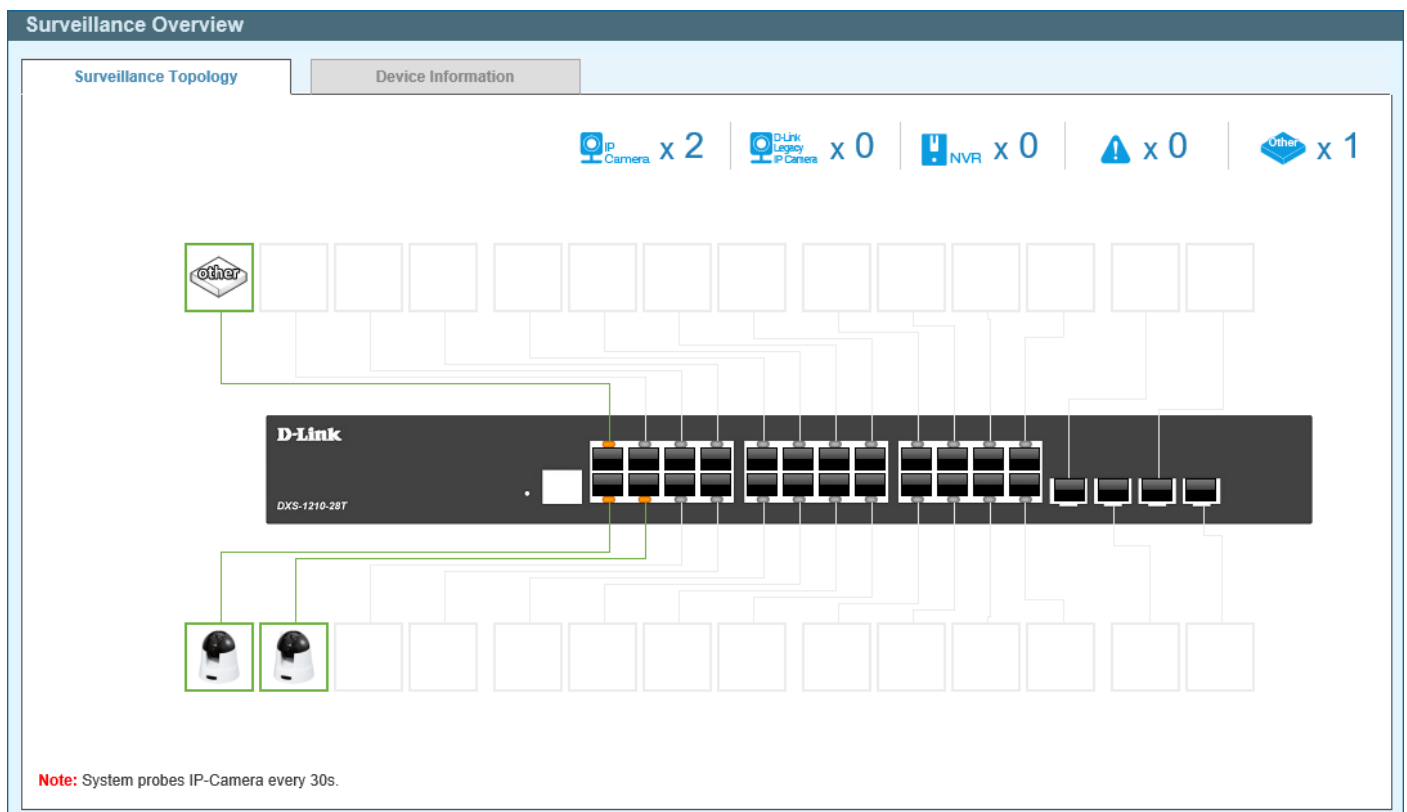 Surveillance Overview
Surveillance Topology
Device Information
IP Camera x 2
D-Link Legacy IP Camera x 0
NVR x 0
x 0
Other x 1
other
D-Link
DXS-1210-28T
Note: System probes IP-Camera every 30s.